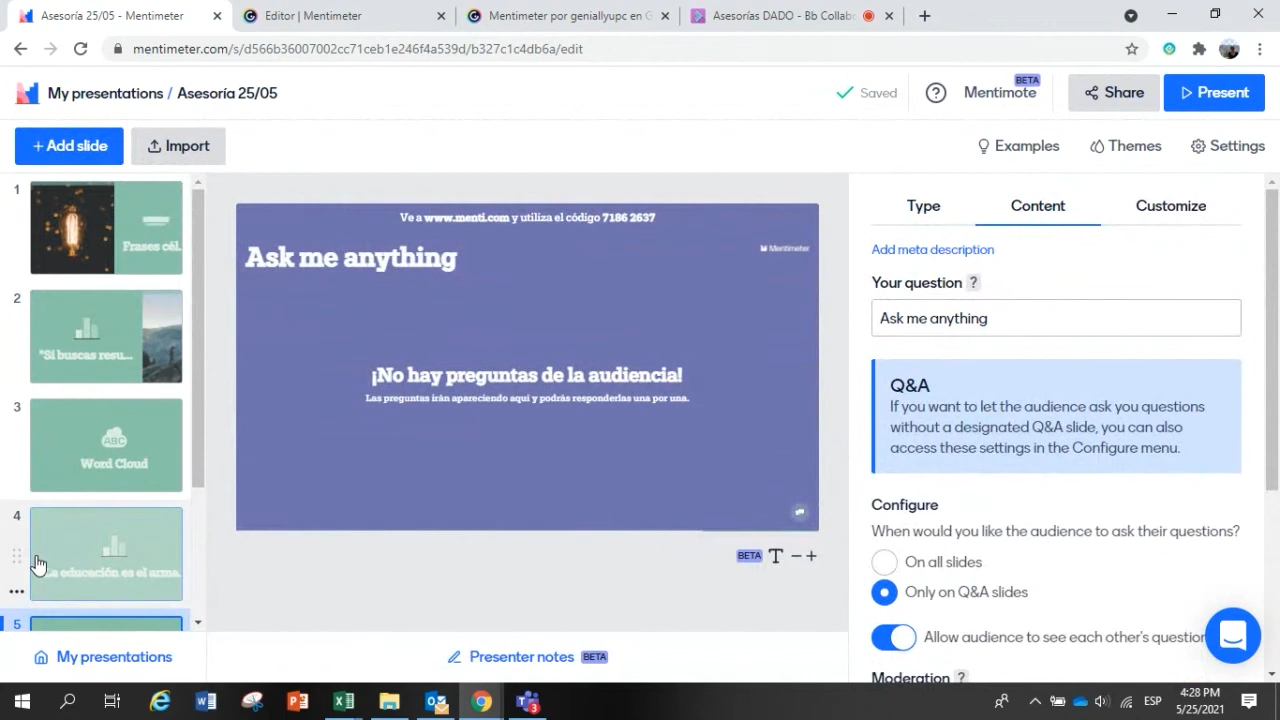 Asesoría 25/05 - Mentimeter
Editor | Mentimeter
Mentimeter por geniallyupc en G
Asesorías DADO - Bb Collab
mentimeter.com/s/d566b36007002cc71ceb1e246f4a539d/b327c1c4db6a/edit
My presentations / Asesoría 25/05
Saved
Mentimote
BETA
Share
Present
+ Add slide
Import
Examples
Themes
Settings
1
Frases cél.
2
"Si buscas resu...
3
ABC
Word Cloud
4
La educación es el arma.
5
Ve a www.menti.com y utiliza el código 7186 2637
Ask me anything
Mentimeter
¡No hay preguntas de la audiencia!
Las preguntas irán apareciendo aquí y podrás responderlas una por una.
BETA T − +
My presentations
Presenter notes BETA
Type
Content
Customize
Add meta description
Your question ?
Ask me anything
Q&A
If you want to let the audience ask you questions
without a designated Q&A slide, you can also
access these settings in the Configure menu.
Configure
When would you like the audience to ask their questions?
On all slides
Only on Q&A slides
Allow audience to see each other's question
Moderation ?
ESP
4:28 PM
5/25/2021